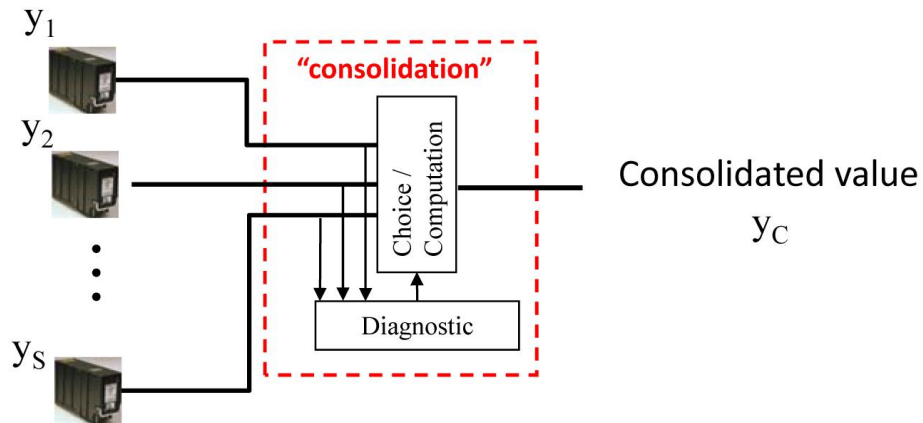 y1
“consolidation”
y2
Choice /
Computation
Consolidated value
yC
Diagnostic
yS